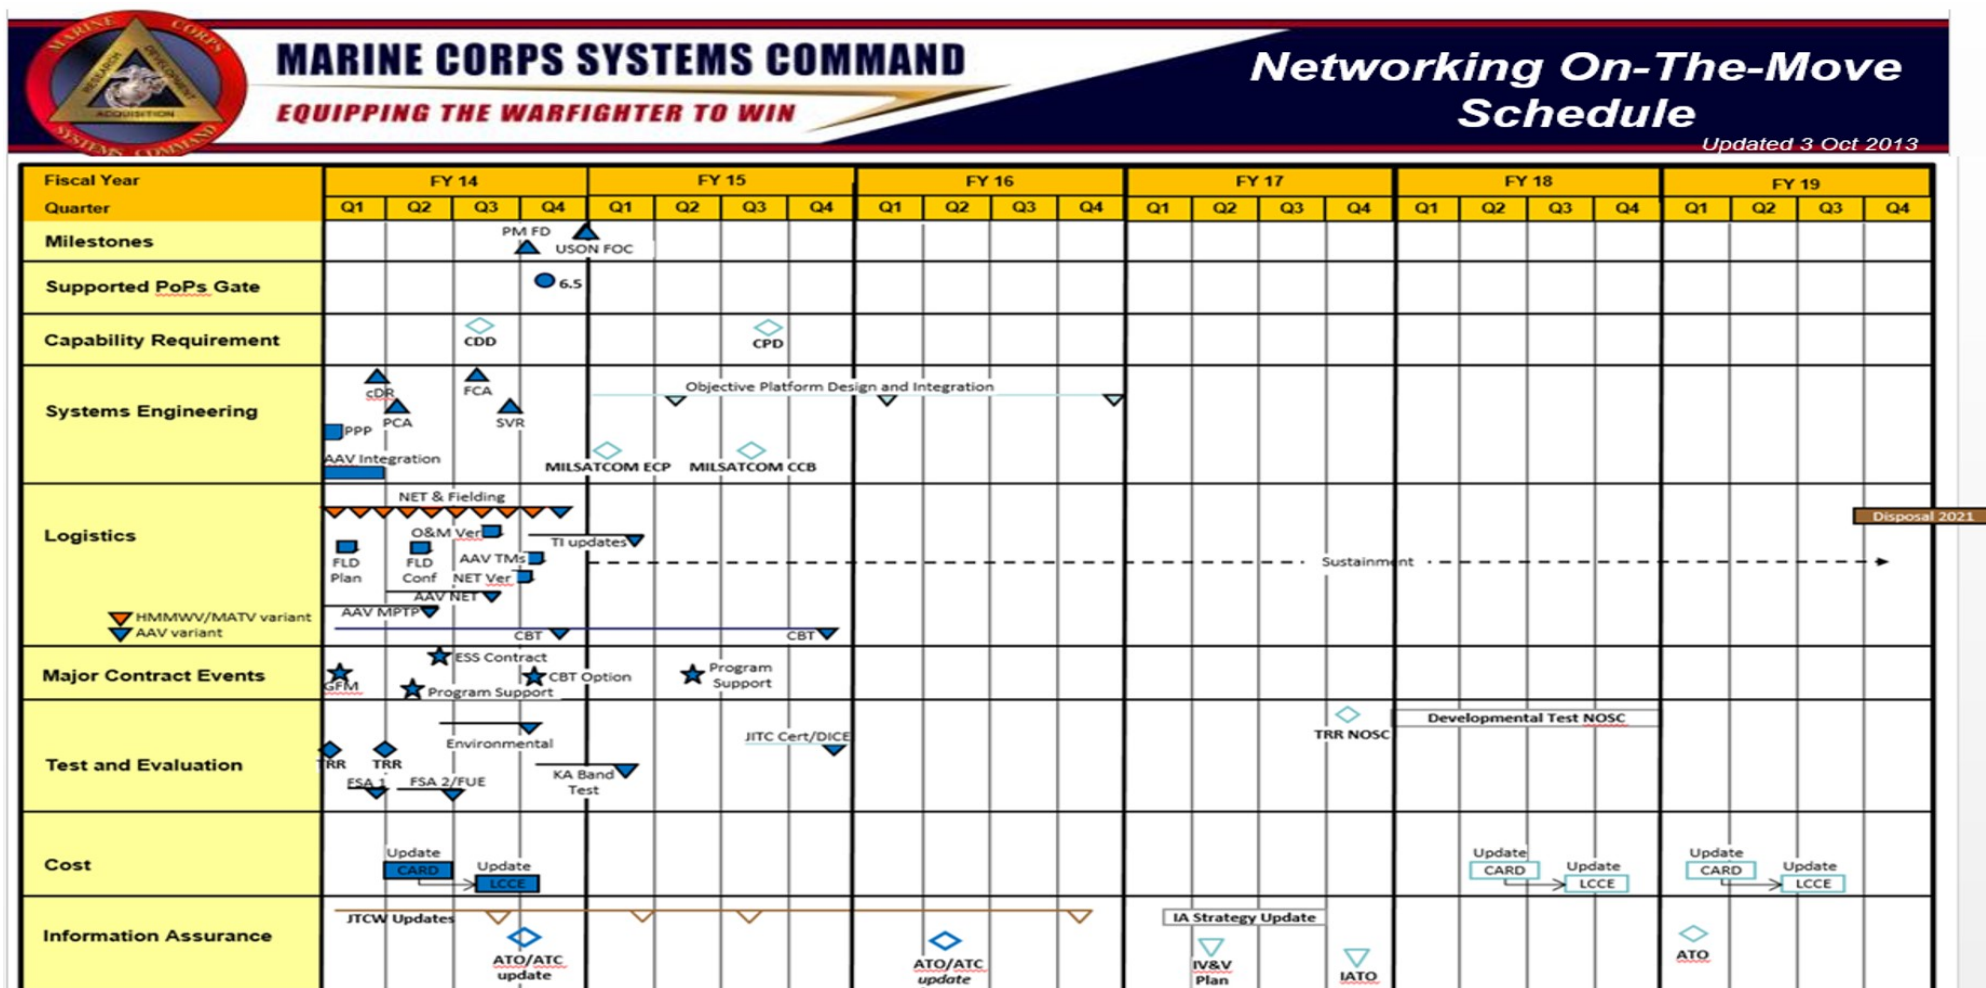 MARINE CORPS
RESEARCH
DEVELOPMENT
ACQUISITION
SYSTEMS COMMAND
MARINE CORPS SYSTEMS COMMAND
EQUIPPING THE WARFIGHTER TO WIN
Networking On-The-Move
Schedule
Updated 3 Oct 2013
Fiscal Year FY 14 FY 15 FY 16 FY 17 FY 18 FY 19
Quarter Q1 Q2 Q3 Q4 Q1 Q2 Q3 Q4 Q1 Q2 Q3 Q4 Q1 Q2 Q3 Q4 Q1 Q2 Q3 Q4 Q1 Q2 Q3 Q4
Milestones
PM FD
USON FOC
Supported PoPs Gate
6.5
Capability Requirement
CDD
CPD
Systems Engineering
cDR
FCA
Objective Platform Design and Integration
PCA
SVR
PPP
AAV Integration
MILSATCOM ECP
MILSATCOM CCB
Logistics
NET & Fielding
Disposal 2021
O&M Ver
TI updates
FLD
Plan
FLD
Conf
AAV TMs
NET Ver
Sustainment
AAV NET
AAV MPTP
HMMWV/MATV variant
AAV variant
CBT
CBT
Major Contract Events
GFM
ESS Contract
Program Support
CBT Option
Program
Support
Test and Evaluation
TRR
TRR
Environmental
FSA 1
FSA 2/FUE
KA Band
Test
JITC Cert/DICE
TRR NOSC
Developmental Test NOSC
Cost
Update
CARD
Update
LCCE
Update
CARD
Update
LCCE
Update
CARD
Update
LCCE
Information Assurance
JTCW Updates
ATO/ATC
update
ATO/ATC
update
IA Strategy Update
IV&V
Plan
IATO
ATO